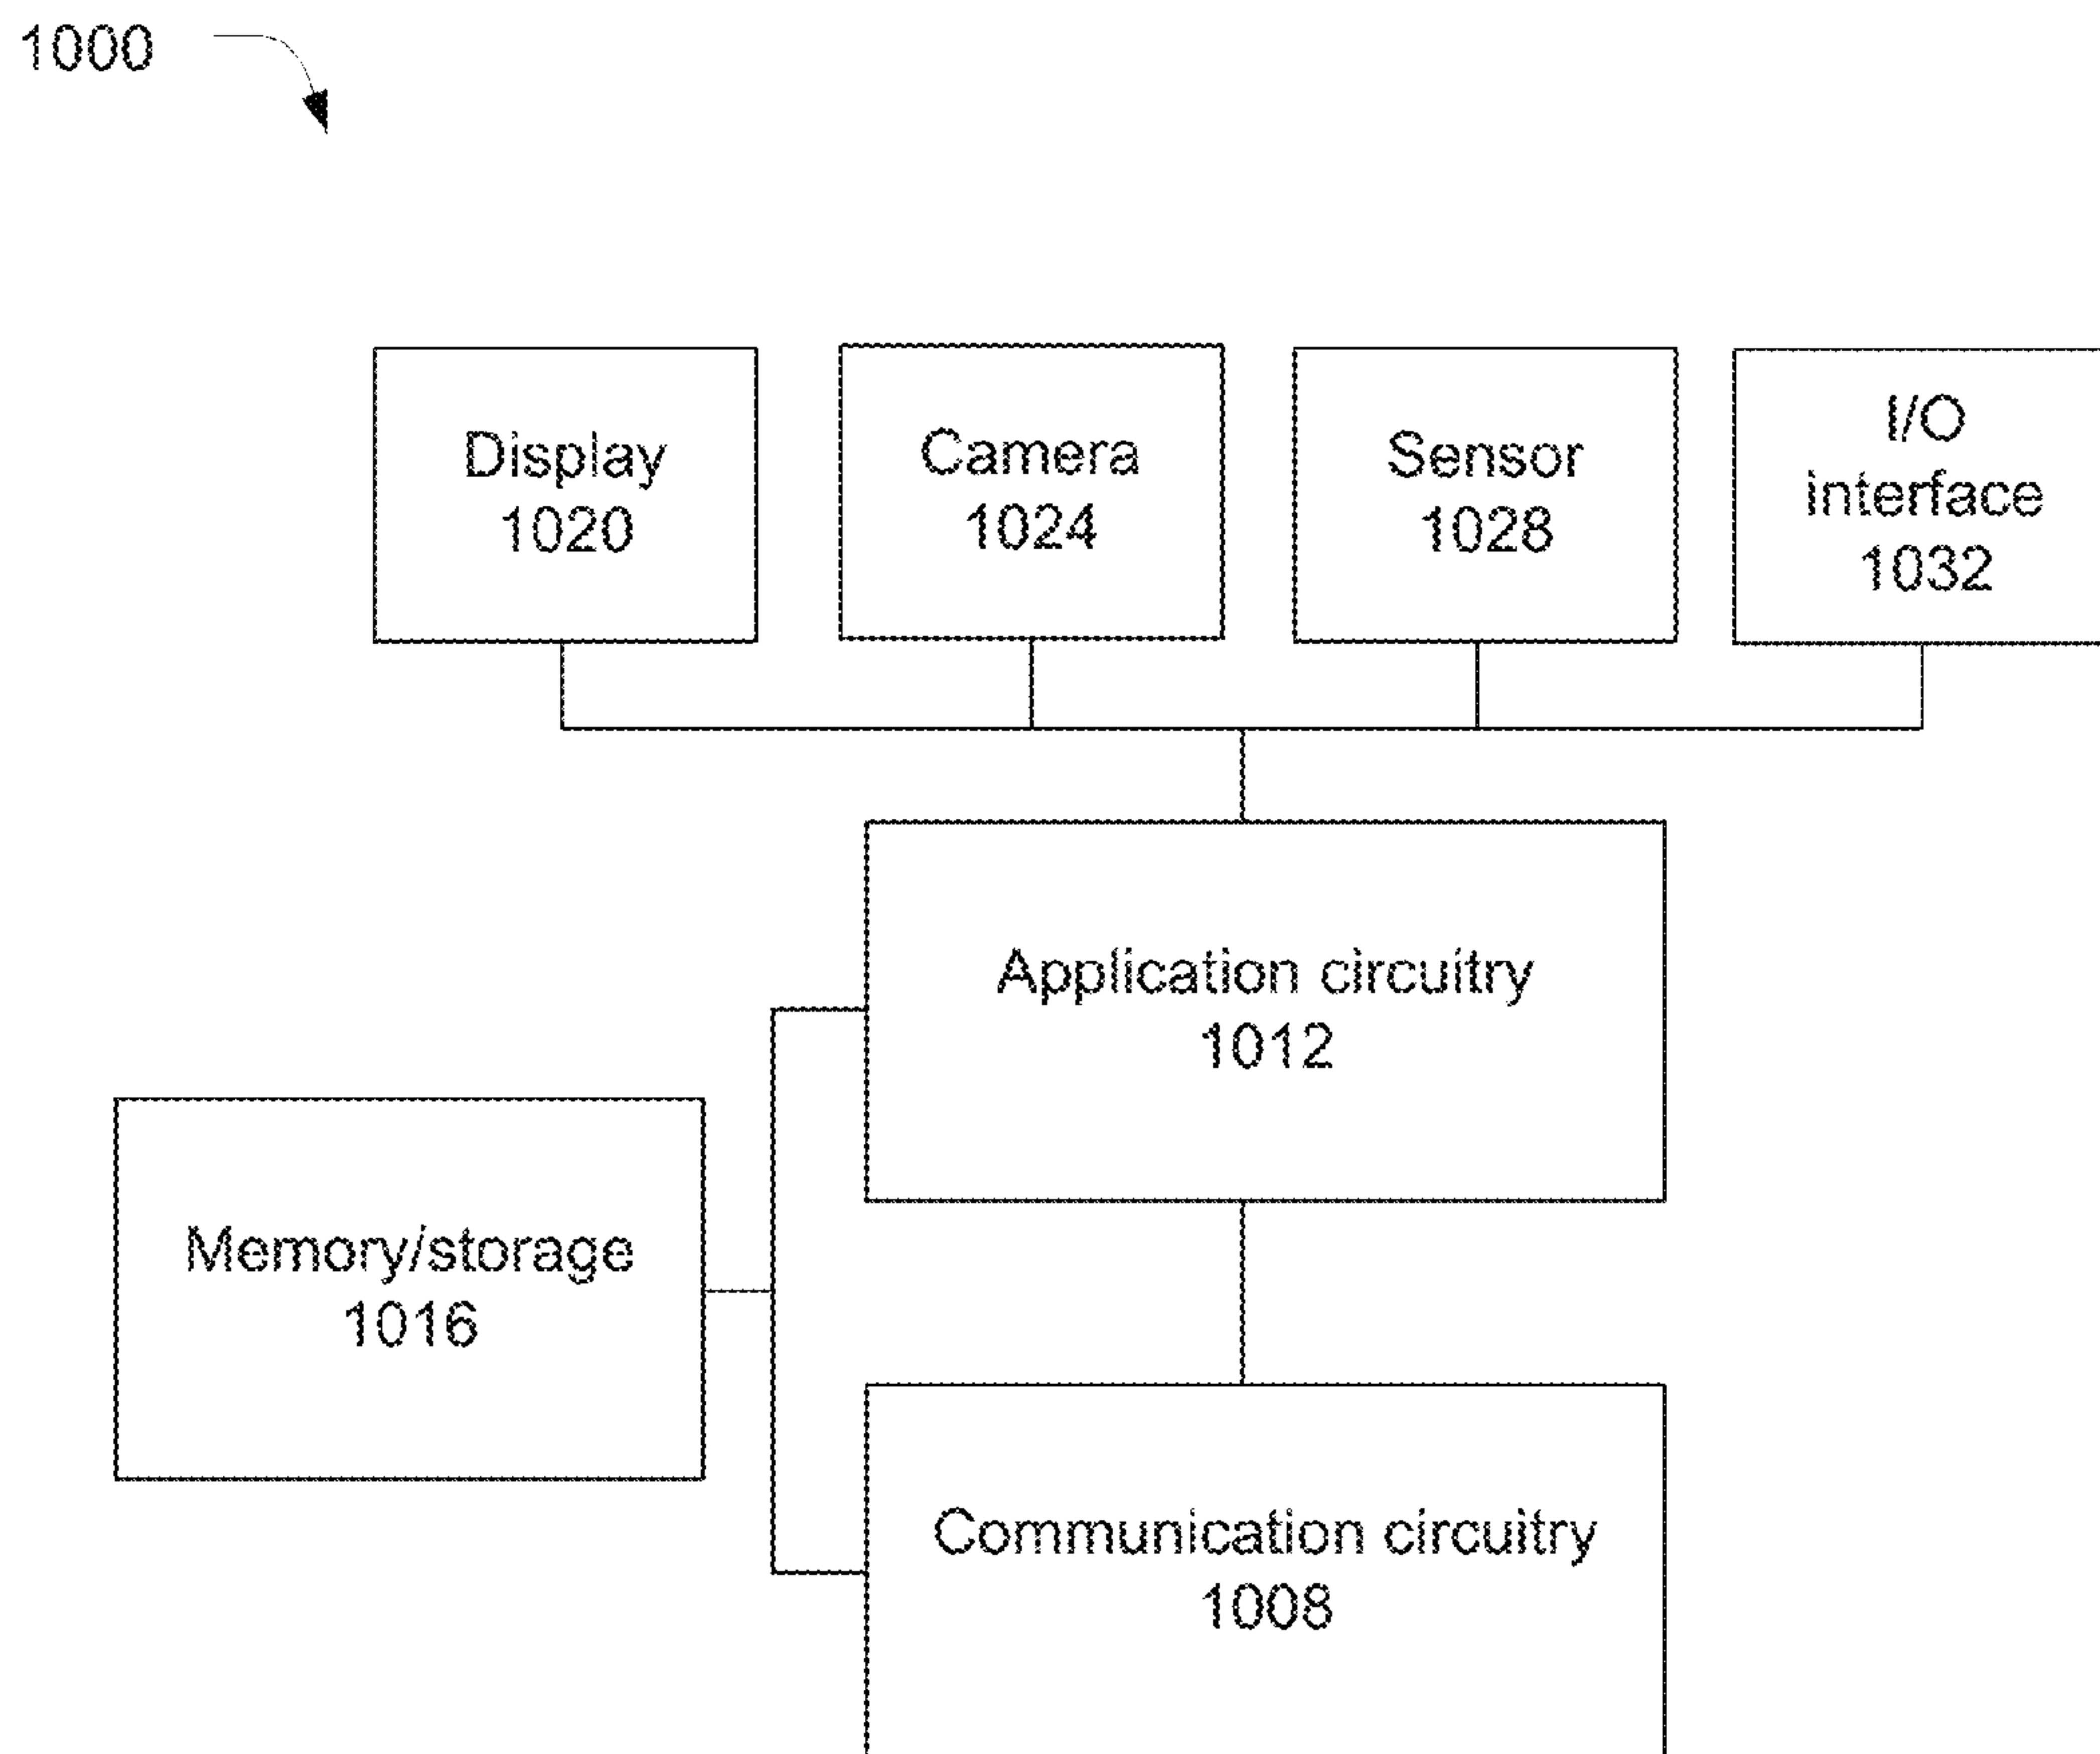 1000
Display
1020
Camera
1024
Sensor
1028
I/O
interface
1032
Application circuitry
1012
Memory/storage
1016
Communication circuitry
1008